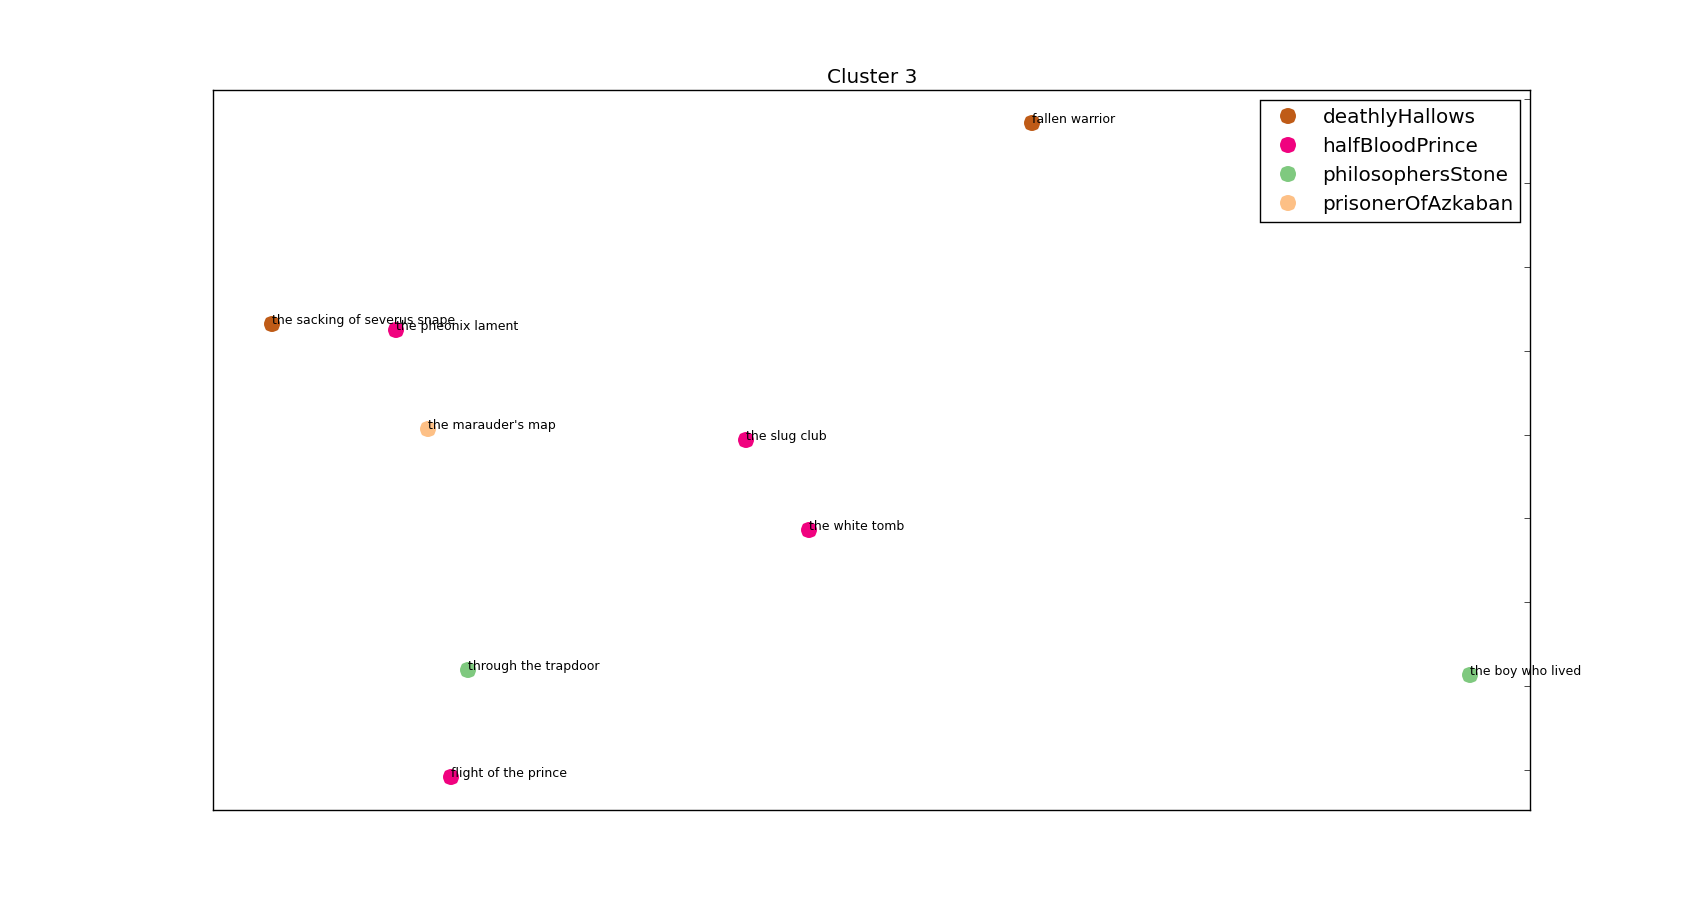 Cluster 3
fallen warrior
deathlyHallows
halfBloodPrince
philosophersStone
prisonerOfAzkaban
the sacking of severus snape
the pheonix lament
the marauder's map
the slug club
the white tomb
through the trapdoor
the boy who lived
flight of the prince